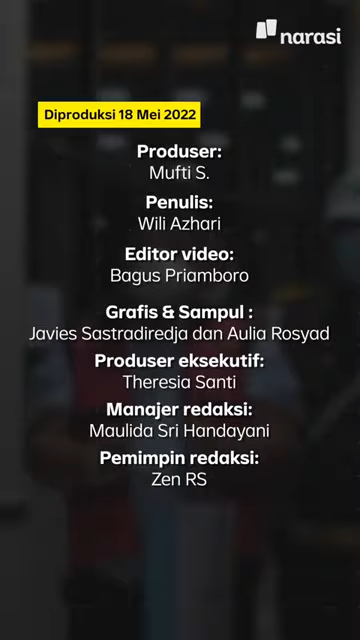 narasi
Diproduksi 18 Mei 2022
Produser:
Mufti S.
Penulis:
Wili Azhari
Editor video:
Bagus Priamboro
Grafis & Sampul :
Javies Sastradiredja dan Aulia Rosyad
Produser eksekutif:
Theresia Santi
Manajer redaksi:
Maulida Sri Handayani
Pemimpin redaksi:
Zen RS